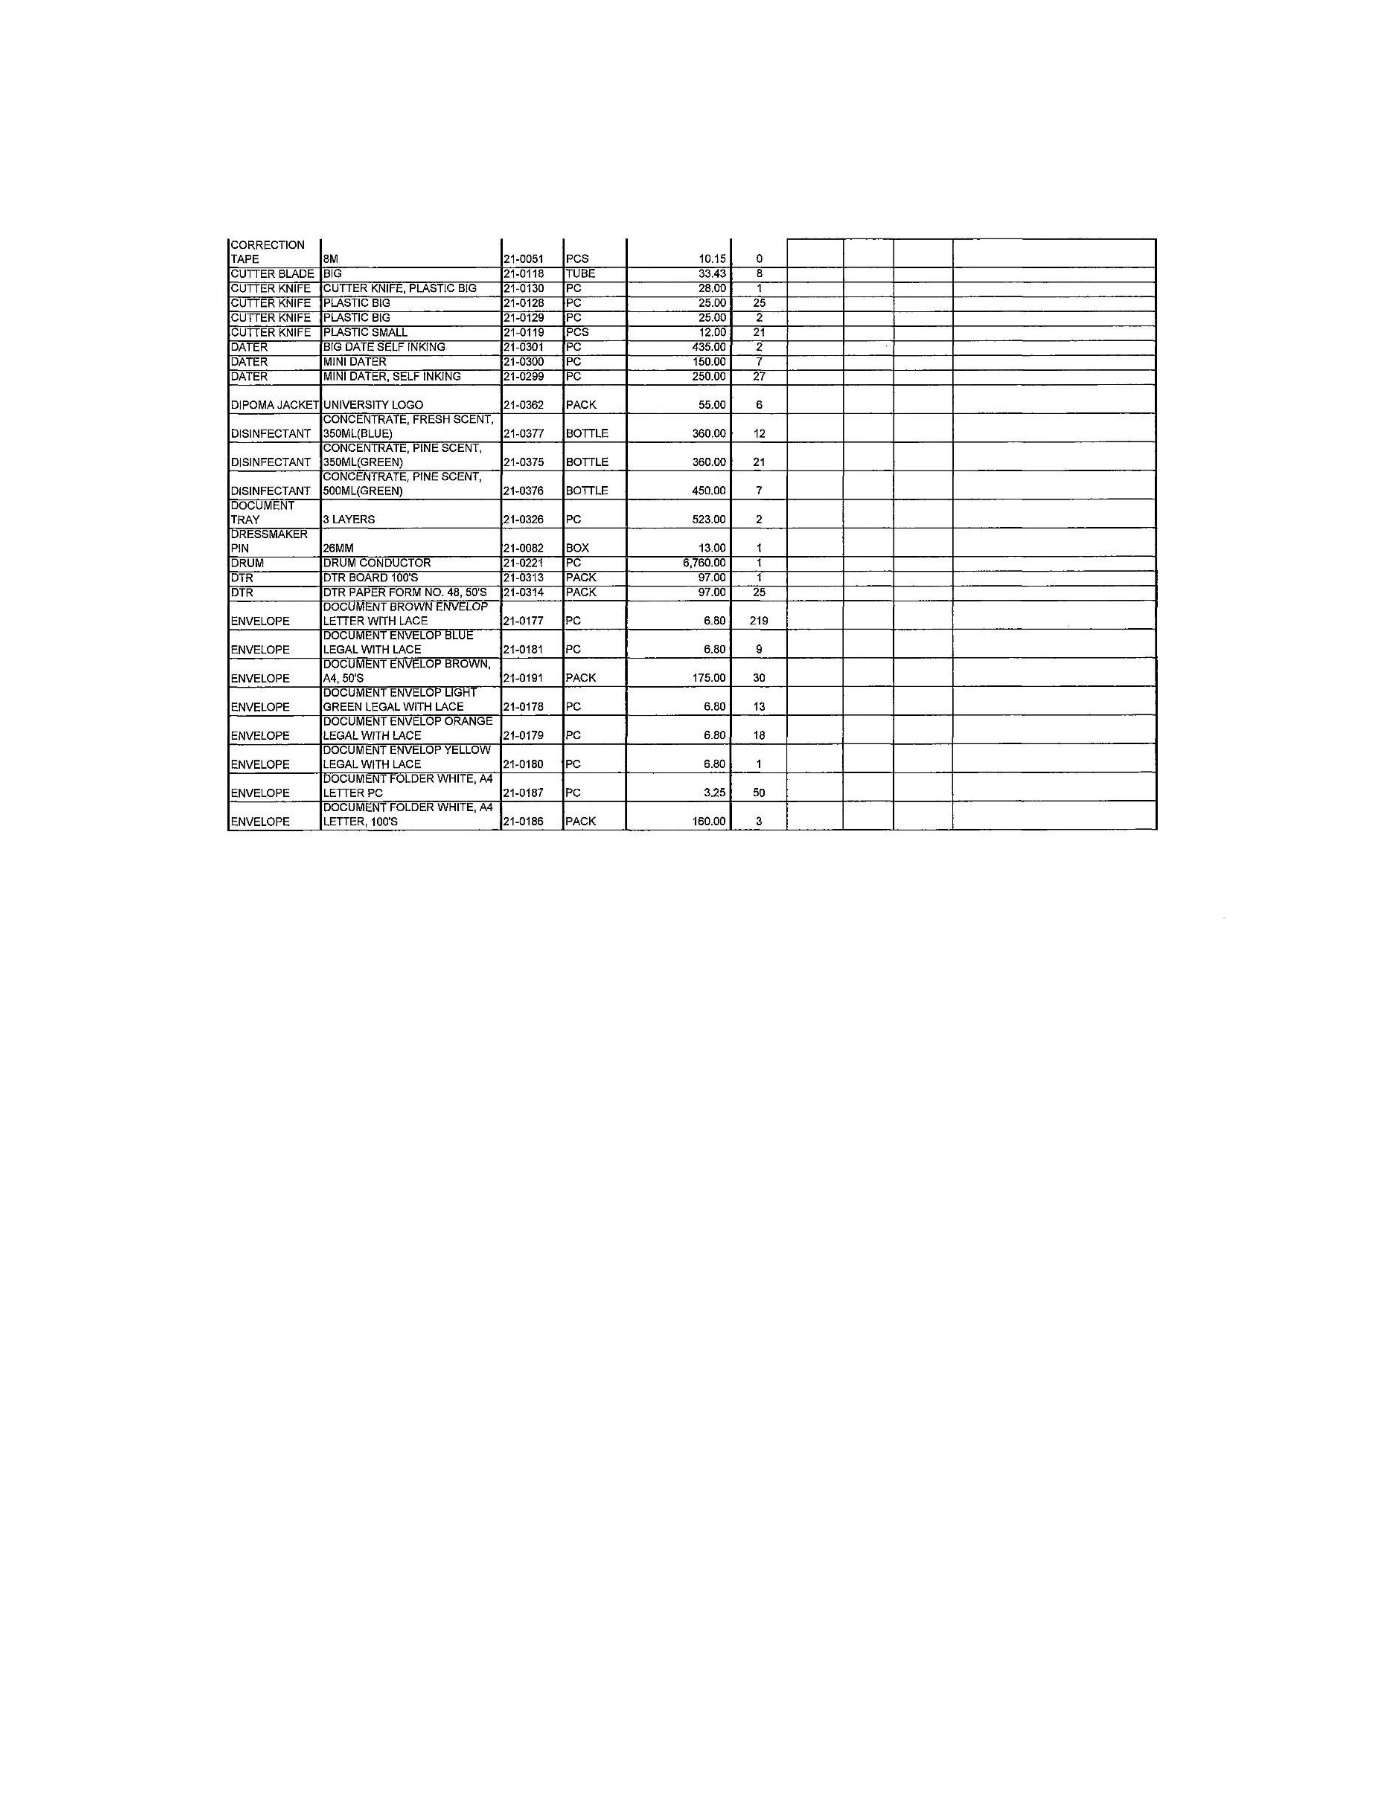 CORRECTION
TAPE 8M 21-0051 PCS 10.15 0
CUTTER BLADE BIG 21-0118 TUBE 33.43 8
CUTTER KNIFE CUTTER KNIFE, PLASTIC BIG 21-0130 PC 28.00 1
CUTTER KNIFE PLASTIC BIG 21-0128 PC 25.00 25
CUTTER KNIFE PLASTIC BIG 21-0129 PC 25.00 2
CUTTER KNIFE PLASTIC SMALL 21-0119 PCS 12.00 21
DATER BIG DATE SELF INKING 21-0301 PC 435.00 2
DATER MINI DATER 21-0300 PC 150.00 7
DATER MINI DATER, SELF INKING 21-0299 PC 250.00 27
DIPOMA JACKET UNIVERSITY LOGO 21-0362 PACK 55.00 6
CONCENTRATE, FRESH SCENT,
DISINFECTANT 350ML(BLUE) 21-0377 BOTTLE 360.00 12
CONCENTRATE, PINE SCENT,
DISINFECTANT 350ML(GREEN) 21-0375 BOTTLE 360.00 21
CONCENTRATE, PINE SCENT,
DISINFECTANT 500ML(GREEN) 21-0376 BOTTLE 450.00 7
DOCUMENT
TRAY 3 LAYERS 21-0326 PC 523.00 2
DRESSMAKER
PIN 26MM 21-0082 BOX 13.00 1
DRUM DRUM CONDUCTOR 21-0221 PC 6,760.00 1
DTR DTR BOARD 100'S 21-0313 PACK 97.00 1
DTR DTR PAPER FORM NO. 48, 50'S 21-0314 PACK 97.00 25
DOCUMENT BROWN ENVELOP
ENVELOPE LETTER WITH LACE 21-0177 PC 6.80 219
DOCUMENT ENVELOP BLUE
ENVELOPE LEGAL WITH LACE 21-0181 PC 6.80 9
DOCUMENT ENVELOP BROWN,
ENVELOPE A4, 50'S 21-0191 PACK 175.00 30
DOCUMENT ENVELOP LIGHT
ENVELOPE GREEN LEGAL WITH LACE 21-0178 PC 6.80 13
DOCUMENT ENVELOP ORANGE
ENVELOPE LEGAL WITH LACE 21-0179 PC 6.80 18
DOCUMENT ENVELOP YELLOW
ENVELOPE LEGAL WITH LACE 21-0180 PC 6.80 1
DOCUMENT FOLDER WHITE, A4
ENVELOPE LETTER PC 21-0187 PC 3.25 50
DOCUMENT FOLDER WHITE, A4
ENVELOPE LETTER, 100'S 21-0186 PACK 160.00 3